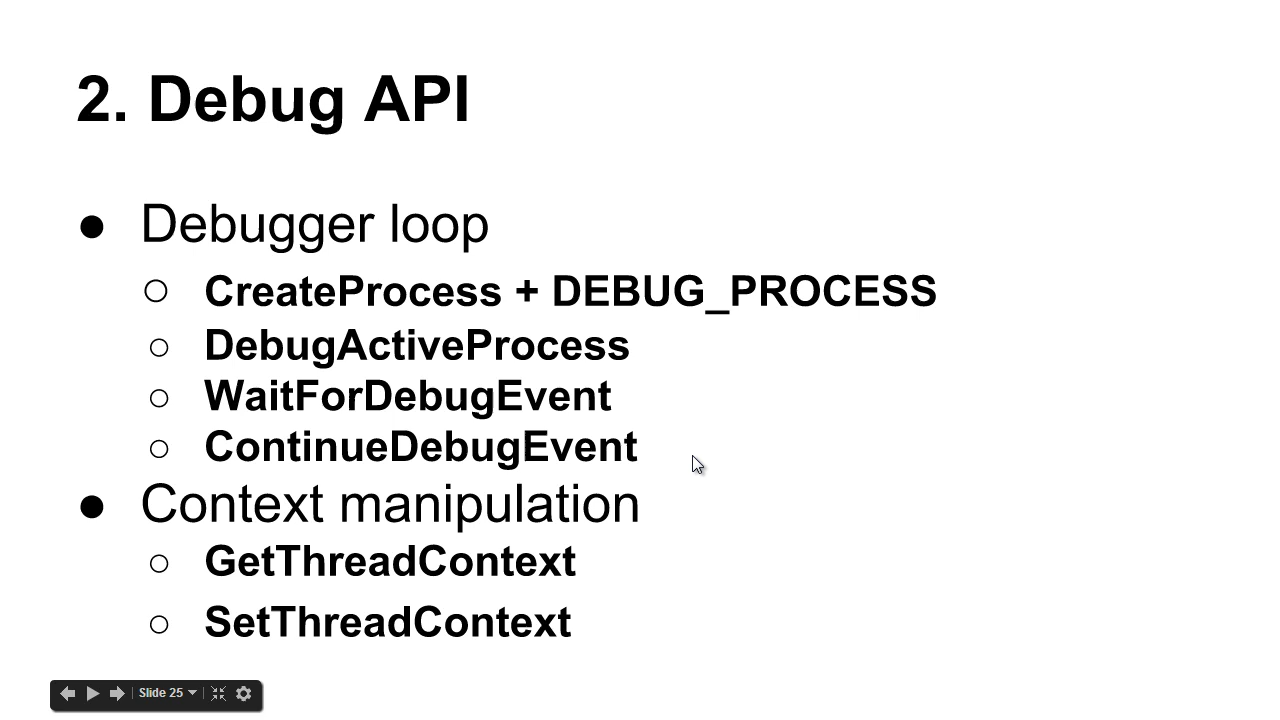 2. Debug API
● Debugger loop
○ CreateProcess + DEBUG_PROCESS
○ DebugActiveProcess
○ WaitForDebugEvent
○ ContinueDebugEvent
● Context manipulation
○ GetThreadContext
○ SetThreadContext
Slide 25